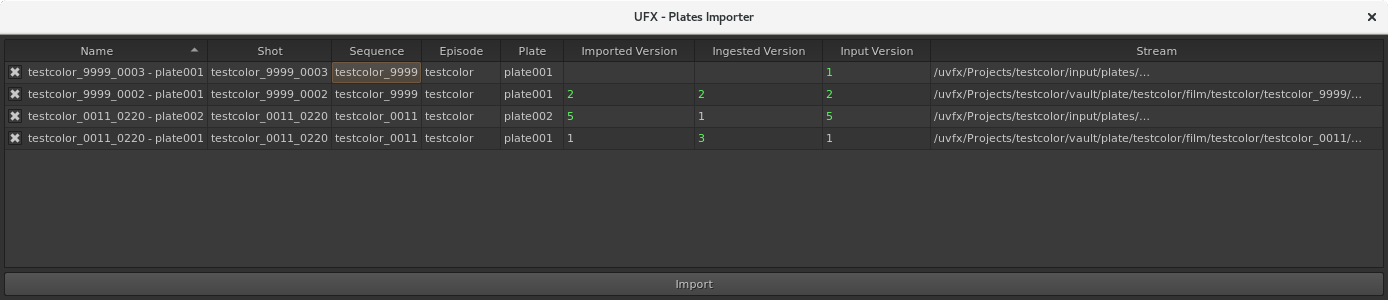 UFX - Plates Importer
Name Shot Sequence Episode Plate Imported Version Ingested Version Input Version Stream
testcolor_9999_0003 - plate001 testcolor_9999_0003 testcolor_9999 testcolor plate001 1 /uvfx/Projects/testcolor/input/plates/...
testcolor_9999_0002 - plate001 testcolor_9999_0002 testcolor_9999 testcolor plate001 2 2 2 /uvfx/Projects/testcolor/vault/plate/testcolor/film/testcolor/testcolor_9999/...
testcolor_0011_0220 - plate002 testcolor_0011_0220 testcolor_0011 testcolor plate002 5 1 5 /uvfx/Projects/testcolor/input/plates/...
testcolor_0011_0220 - plate001 testcolor_0011_0220 testcolor_0011 testcolor plate001 1 3 1 /uvfx/Projects/testcolor/vault/plate/testcolor/film/testcolor/testcolor_0011/...
Import